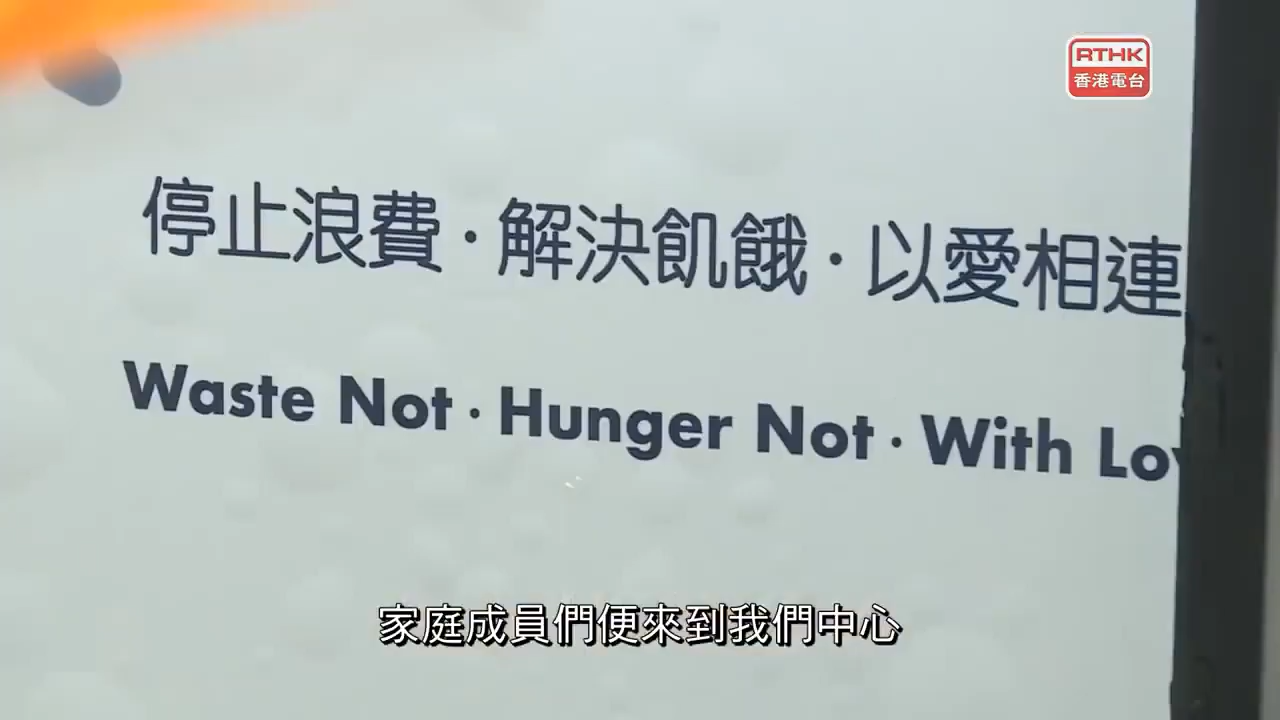 RTHK
香港電台
停止浪費·解決飢餓·以愛相連
Waste Not · Hunger Not · With
家庭成員們便來到我們中心